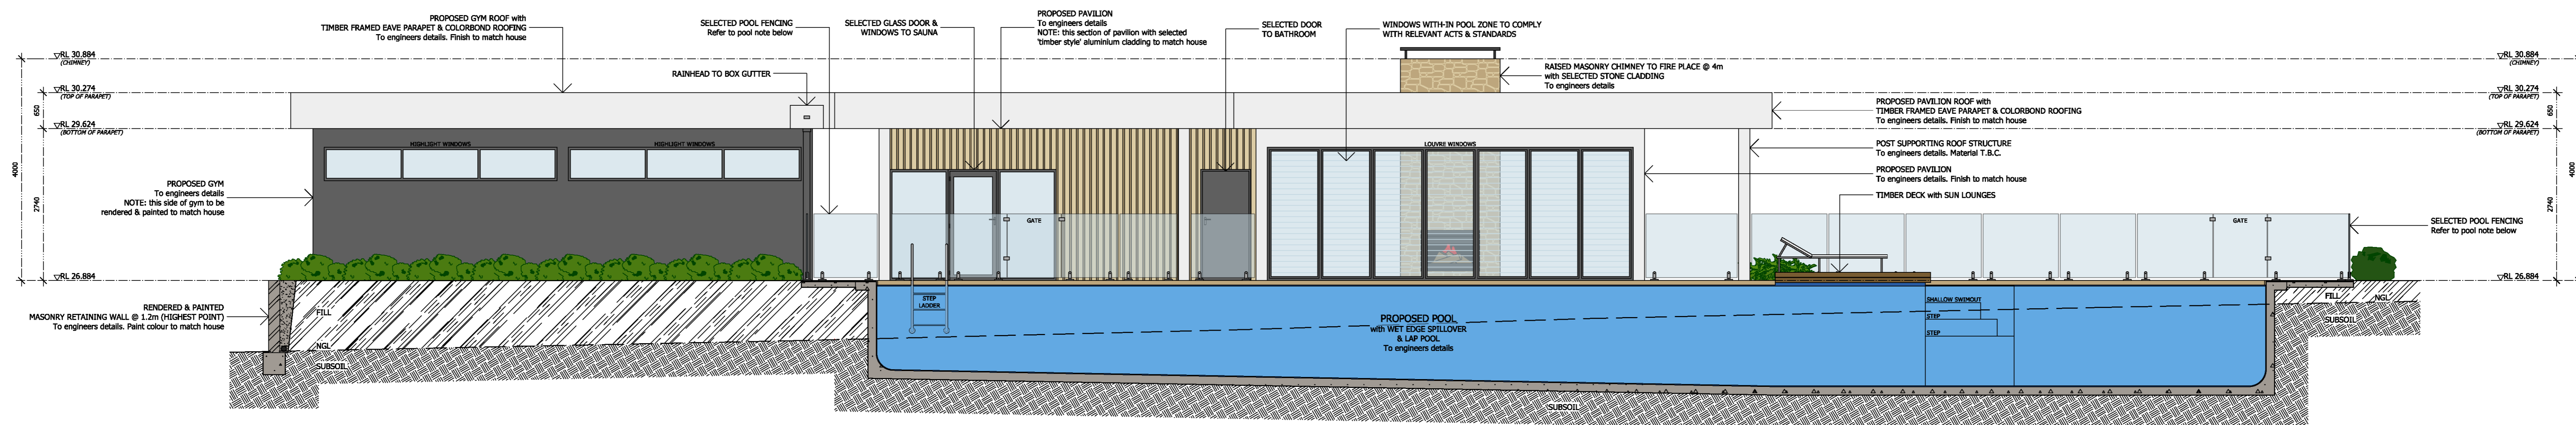 PROPOSED GYM ROOF with
TIMBER FRAMED EAVE PARAPET & COLORBOND ROOFING
To engineers details. Finish to match house
SELECTED POOL FENCING
Refer to pool note below
SELECTED GLASS DOOR &
WINDOWS TO SAUNA
PROPOSED PAVILION
To engineers details
NOTE: this section of pavilion with selected
'timber style' aluminium cladding to match house
SELECTED DOOR
TO BATHROOM
WINDOWS WITH-IN POOL ZONE TO COMPLY
WITH RELEVANT ACTS & STANDARDS
RL 30.884
(CHIMNEY)
RL 30.884
(CHIMNEY)
RAINHEAD TO BOX GUTTER
RAISED MASONRY CHIMNEY TO FIRE PLACE @ 4m
with SELECTED STONE CLADDING
To engineers details
RL 30.274
(TOP OF PARAPET)
RL 30.274
(TOP OF PARAPET)
650
650
PROPOSED PAVILION ROOF with
TIMBER FRAMED EAVE PARAPET & COLORBOND ROOFING
To engineers details. Finish to match house
RL 29.624
(BOTTOM OF PARAPET)
RL 29.624
(BOTTOM OF PARAPET)
HIGHLIGHT WINDOWS
HIGHLIGHT WINDOWS
LOUVRE WINDOWS
POST SUPPORTING ROOF STRUCTURE
To engineers details. Material T.B.C.
4000
4000
PROPOSED PAVILION
To engineers details. Finish to match house
PROPOSED GYM
To engineers details
NOTE: this side of gym to be
rendered & painted to match house
TIMBER DECK with SUN LOUNGES
2740
2740
GATE
GATE
SELECTED POOL FENCING
Refer to pool note below
RL 26.884
RL 26.884
RENDERED & PAINTED
MASONRY RETAINING WALL @ 1.2m (HIGHEST POINT)
To engineers details. Paint colour to match house
FILL
NGL
SUBSOIL
STEP
LADDER
PROPOSED POOL
with WET EDGE SPILLOVER
& LAP POOL
To engineers details
SHALLOW SWIMOUT
STEP
STEP
FILL
NGL
SUBSOIL
SUBSOIL